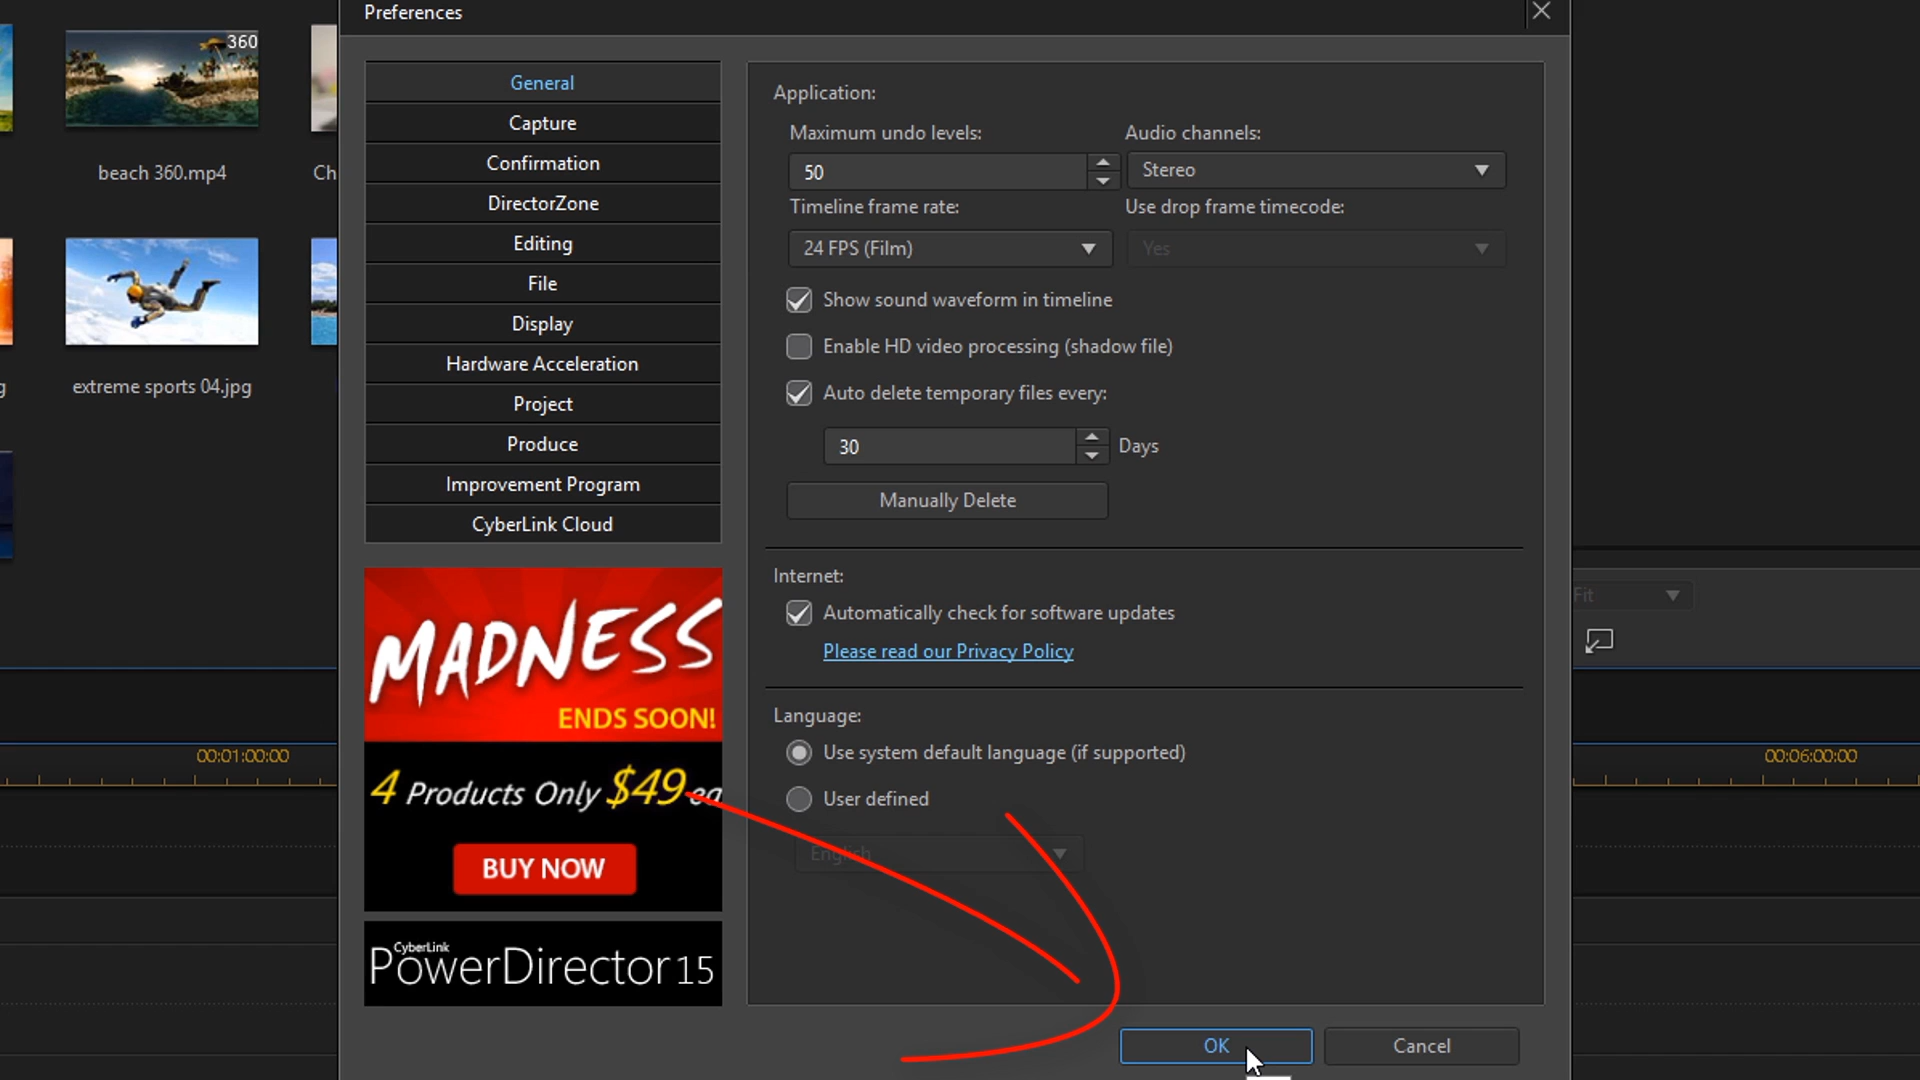 Preferences
360
beach 360.mp4
Ch
extreme sports 04.jpg
g
General
Capture
Confirmation
DirectorZone
Editing
File
Display
Hardware Acceleration
Project
Produce
Improvement Program
CyberLink Cloud
MADNESS
ENDS SOON!
4 Products Only $49 ea
BUY NOW
CyberLink
PowerDirector 15
Application:
Maximum undo levels:
Audio channels:
50
Stereo
Timeline frame rate:
Use drop frame timecode:
24 FPS (Film)
Yes
Show sound waveform in timeline
Enable HD video processing (shadow file)
Auto delete temporary files every:
30
Days
Manually Delete
Internet:
Automatically check for software updates
Please read our Privacy Policy
Language:
Use system default language (if supported)
User defined
English
OK
Cancel
Fit
00:01:00:00
00:06:00:00